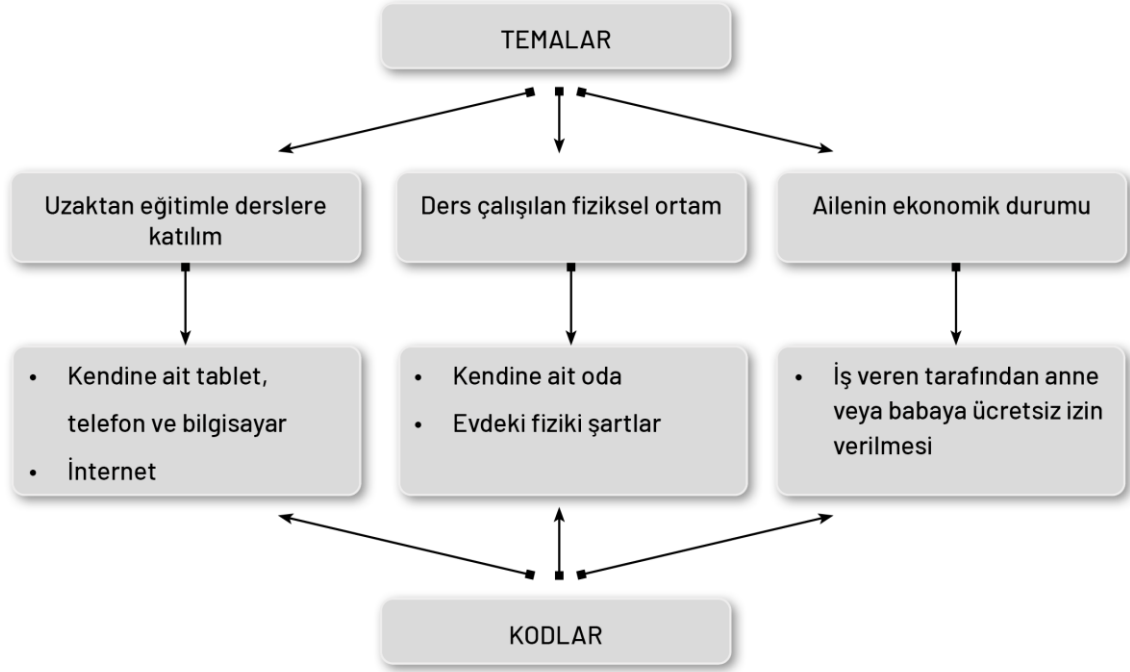 TEMALAR
Uzaktan eğitimle derslere
katılım
Ders çalışılan fiziksel ortam
Ailenin ekonomik durumu
• Kendine ait tablet,
telefon ve bilgisayar
• İnternet
• Kendine ait oda
• Evdeki fiziki şartlar
• İş veren tarafından anne
veya babaya ücretsiz izin
verilmesi
KODLAR